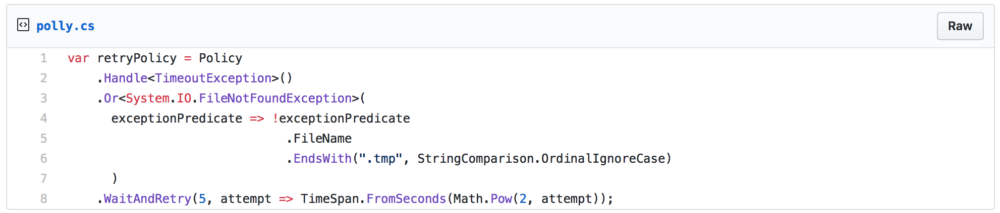 polly.cs
Raw
1 var retryPolicy = Policy
2     .Handle<TimeoutException>()
3     .Or<System.IO.FileNotFoundException>(
4       exceptionPredicate => !exceptionPredicate
5                               .FileName
6                               .EndsWith(".tmp", StringComparison.OrdinalIgnoreCase)
7       )
8     .WaitAndRetry(5, attempt => TimeSpan.FromSeconds(Math.Pow(2, attempt));